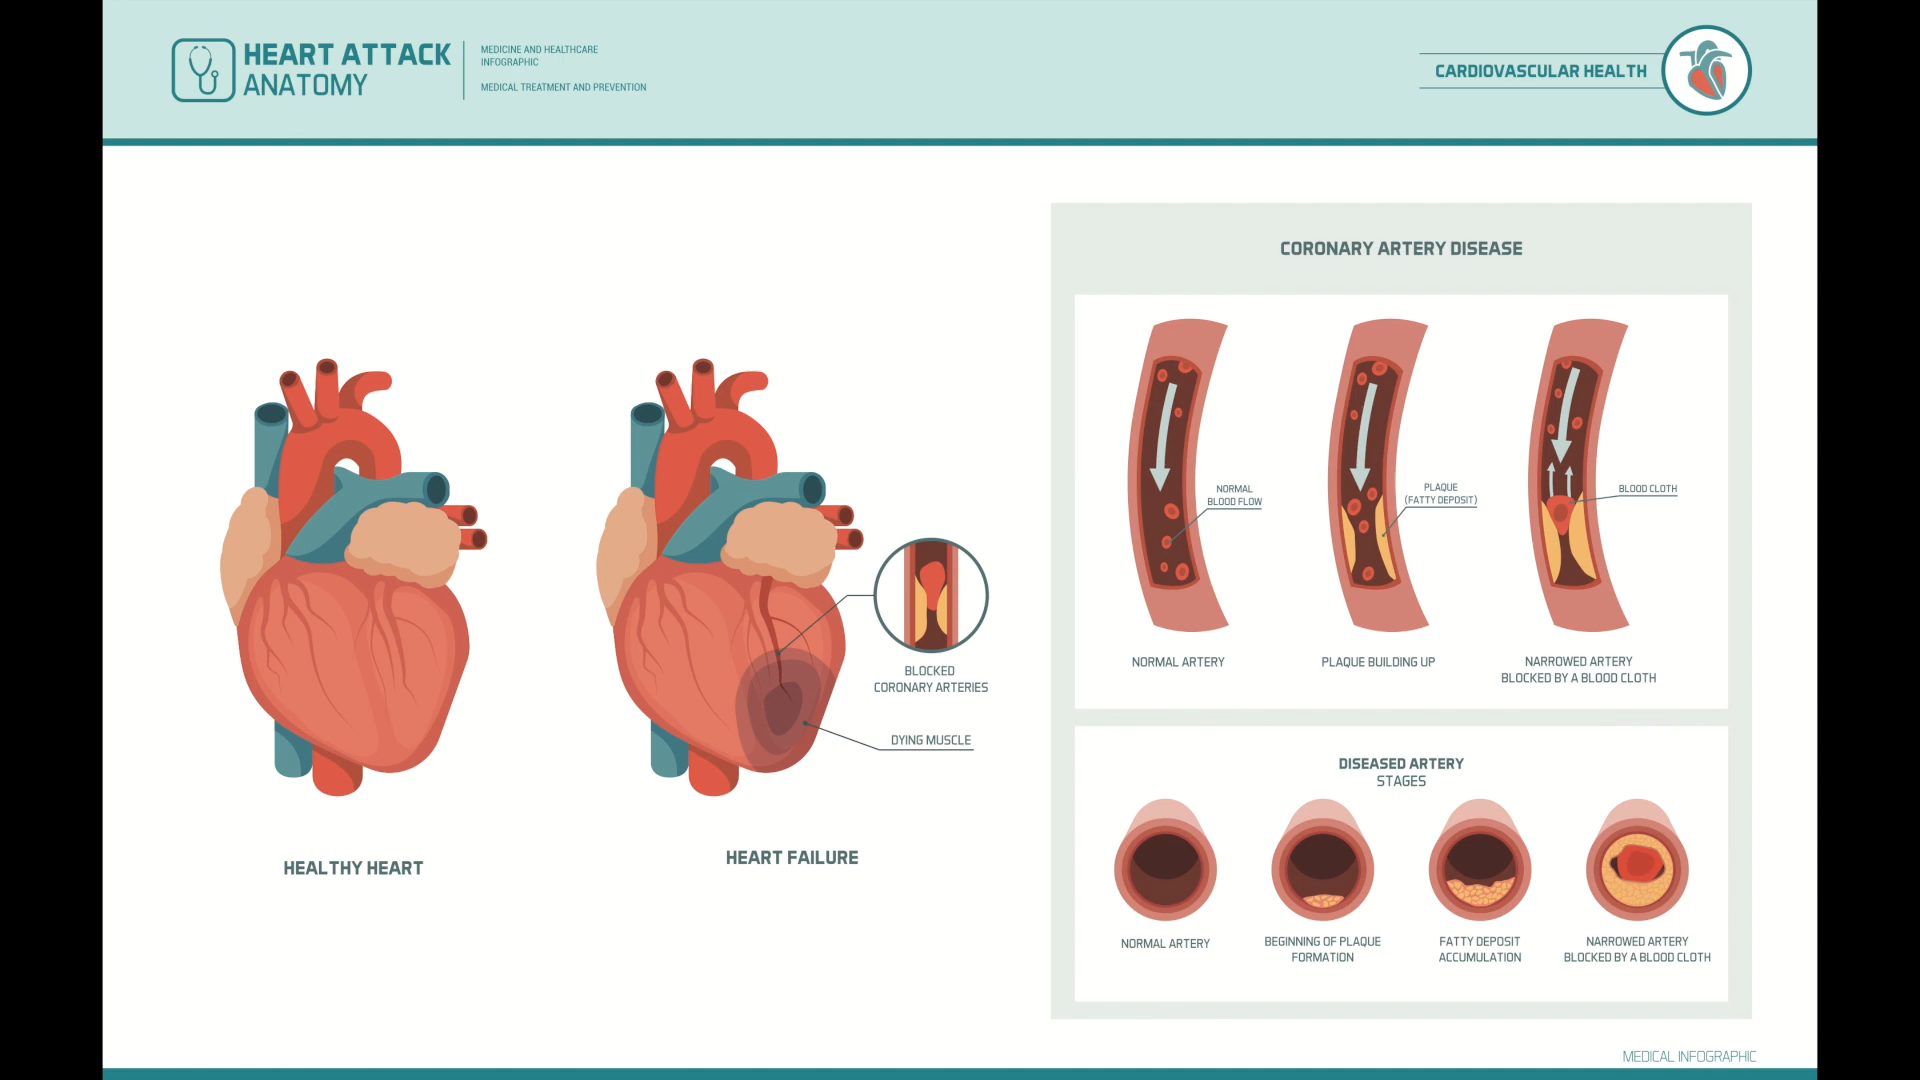 HEART ATTACK
ANATOMY
MEDICINE AND HEALTHCARE
INFOGRAPHIC
MEDICAL TREATMENT AND PREVENTION
CARDIOVASCULAR HEALTH
HEALTHY HEART
BLOCKED
CORONARY ARTERIES
DYING MUSCLE
HEART FAILURE
CORONARY ARTERY DISEASE
NORMAL
BLOOD FLOW
PLAQUE
(FATTY DEPOSIT)
BLOOD CLOTH
NORMAL ARTERY
PLAQUE BUILDING UP
NARROWED ARTERY
BLOCKED BY A BLOOD CLOTH
DISEASED ARTERY
STAGES
NORMAL ARTERY
BEGINNING OF PLAQUE
FORMATION
FATTY DEPOSIT
ACCUMULATION
NARROWED ARTERY
BLOCKED BY A BLOOD CLOTH
MEDICAL INFOGRAPHIC